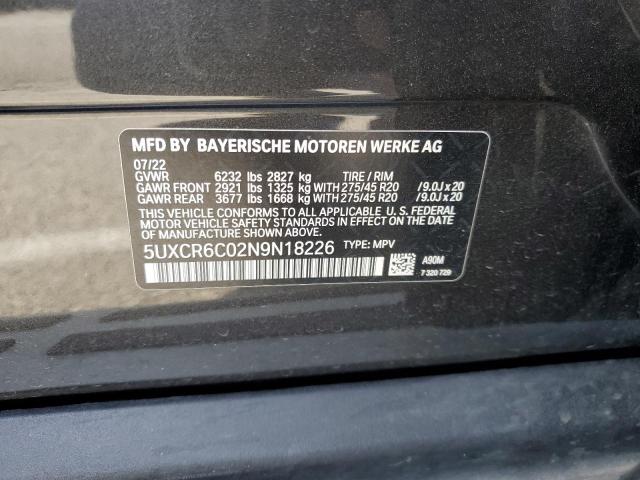 MFD BY BAYERISCHE MOTOREN WERKE AG
07/22
GVWR 6232 lbs 2827 kg TIRE / RIM
GAWR FRONT 2921 lbs 1325 kg WITH 275/45 R20 /9.0J x 20
GAWR REAR 3677 lbs 1668 kg WITH 275/45 R20 /9.0J x 20
THIS VEHICLE CONFORMS TO ALL APPLICABLE U. S. FEDERAL
MOTOR VEHICLE SAFETY STANDARDS IN EFFECT ON THE DATE
OF MANUFACTURE SHOWN ABOVE.
5UXCR6C02N9N18226 TYPE: MPV
A90M
7 320 729